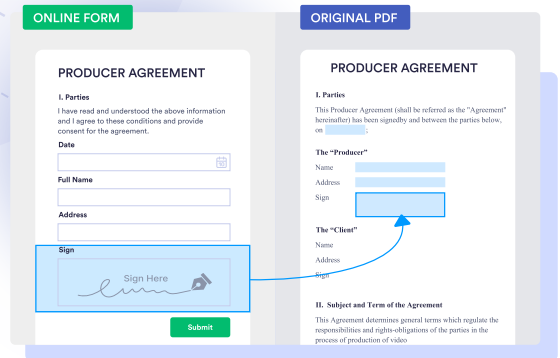 ONLINE FORM
PRODUCER AGREEMENT
I. Parties
I have read and understood the above information
and I agree to these conditions and provide
consent for the agreement.
Date
Full Name
Address
Sign
Sign Here
Submit
ORIGINAL PDF
PRODUCER AGREEMENT
I. Parties
This Producer Agreement (shall be referred as the "Agreement"
hereinafter) has been signedby and between the parties below,
on ;
The “Producer”
Name
Address
Sign
The “Client”
Name
Address
Sign
II. Subject and Term of the Agreement
This Agreement determines general terms which regulate the
responsibilities and rights-obligations of the parties in the
process of production of video